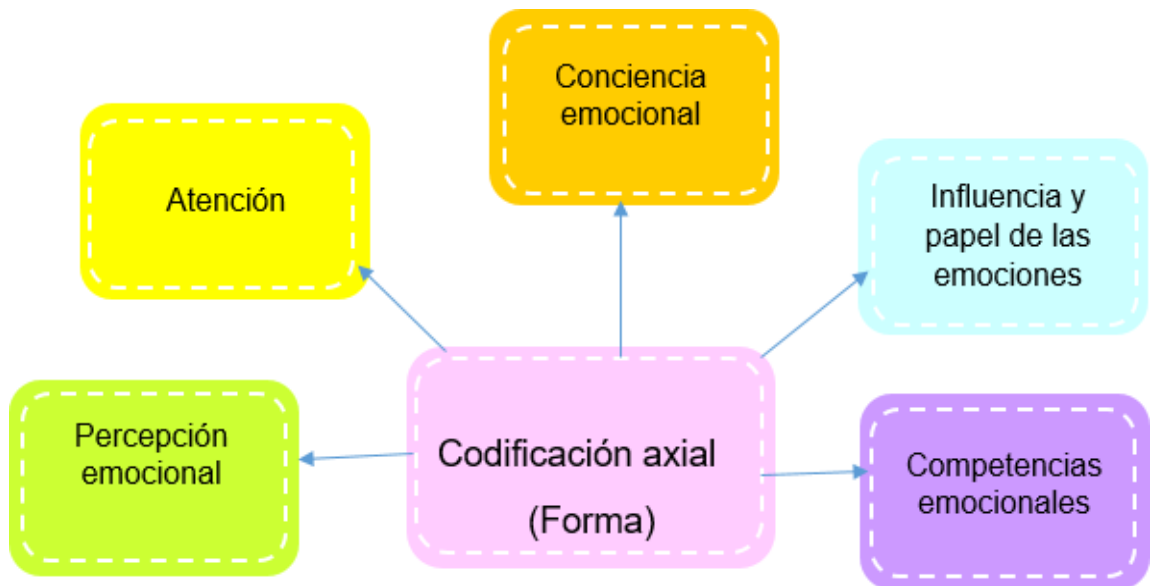 Conciencia
emocional
Atención
Influencia y
papel de las
emociones
Percepción
emocional
Codificación axial
(Forma)
Competencias
emocionales